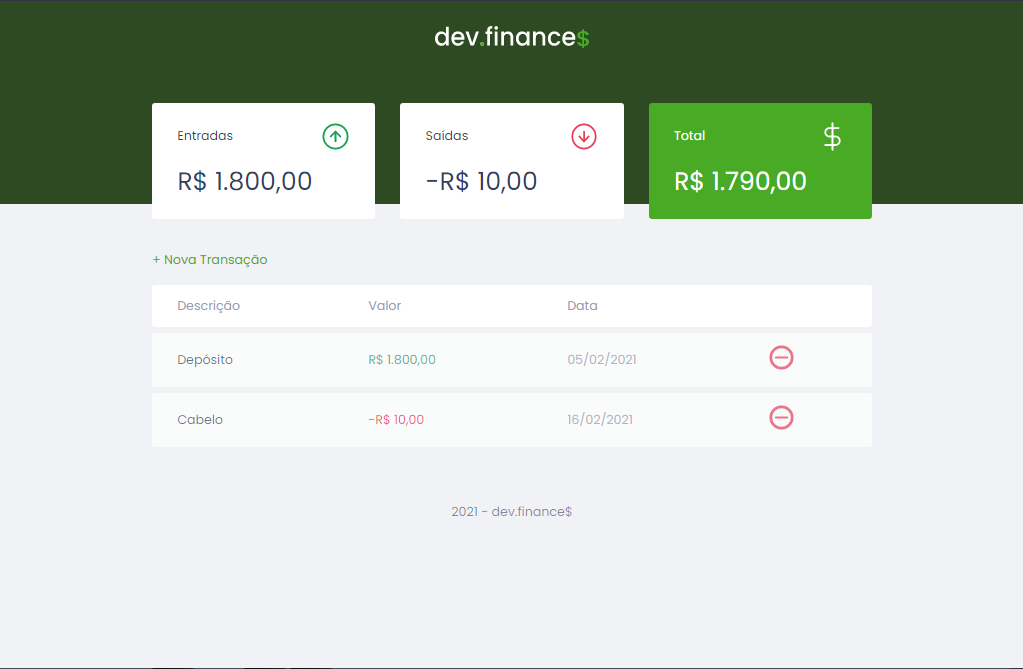 dev.finance$
Entradas
R$ 1.800,00
Saídas
-R$ 10,00
Total
$
R$ 1.790,00
+ Nova Transação
Descrição Valor Data
Depósito R$ 1.800,00 05/02/2021
Cabelo -R$ 10,00 16/02/2021
2021 - dev.finance$